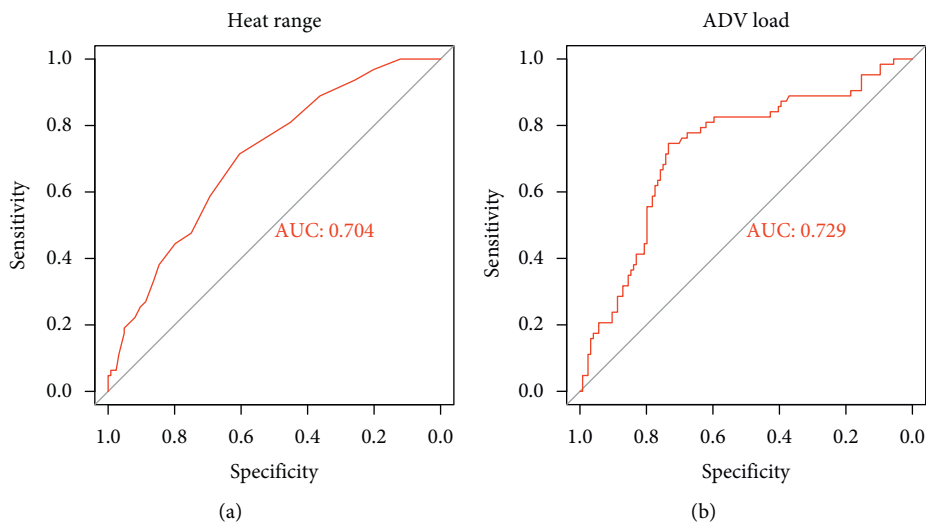 Heat range
1.0
0.8
0.6
0.4
0.2
0.0
Sensitivity
AUC: 0.704
1.0 0.8 0.6 0.4 0.2 0.0
Specificity
(a)
ADV load
1.0
0.8
0.6
0.4
0.2
0.0
Sensitivity
AUC: 0.729
1.0 0.8 0.6 0.4 0.2 0.0
Specificity
(b)